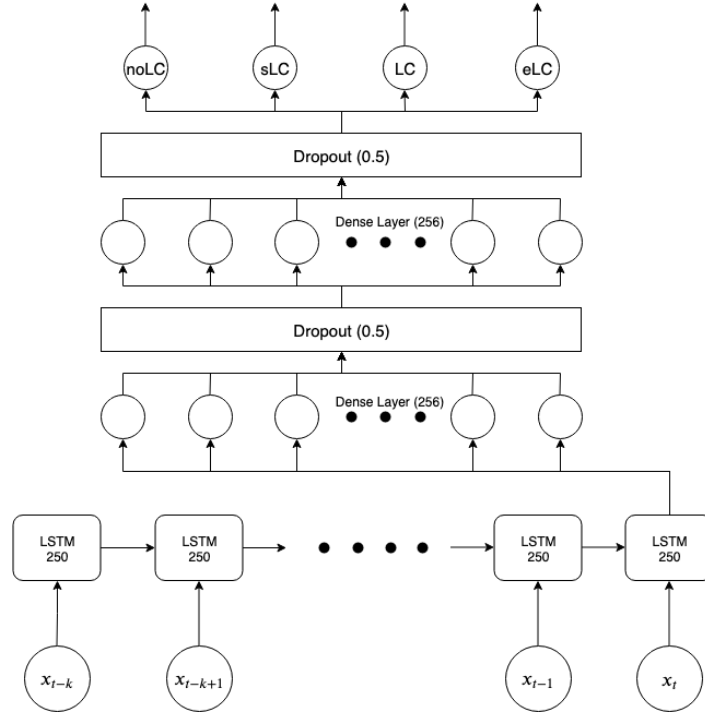 noLC sLC LC eLC
Dropout (0.5)
Dense Layer (256)
Dropout (0.5)
Dense Layer (256)
LSTM LSTM LSTM LSTM
250 250 250 250
x_{t-k} x_{t-k+1} x_{t-1} x_t